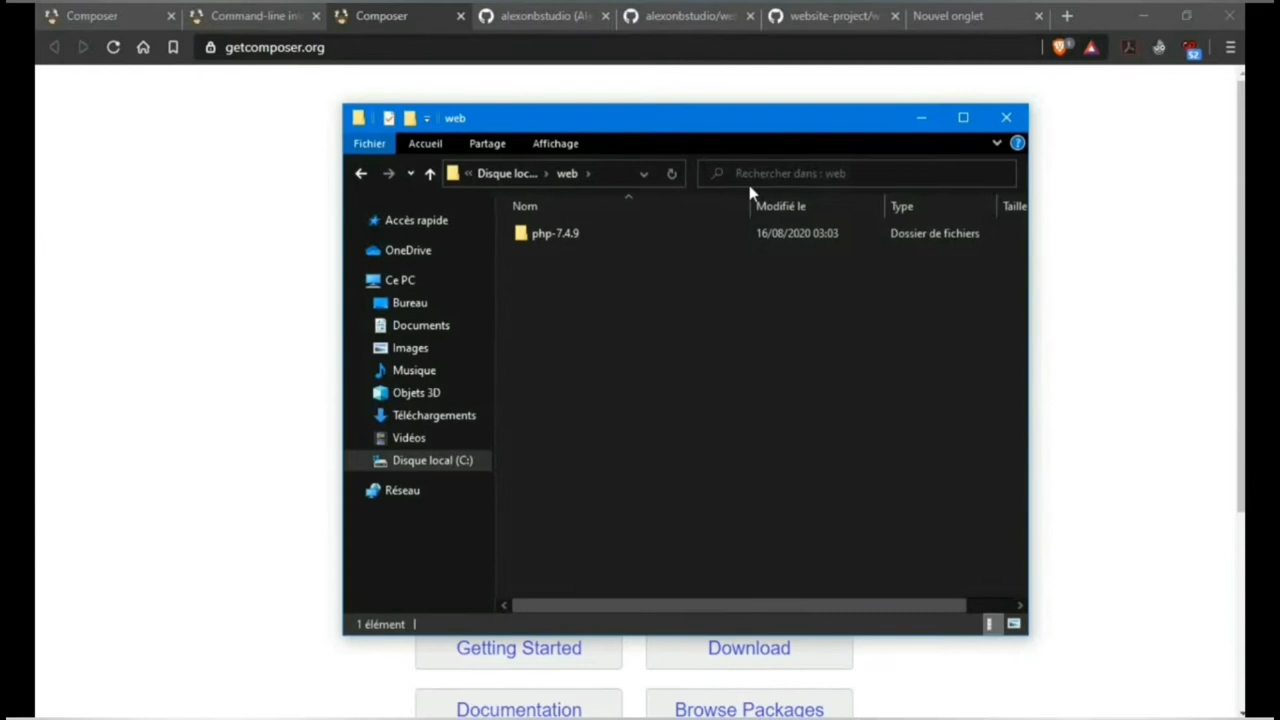 Composer
Command-line in
Composer
alexonbstudio (Al
alexonbstudio/we
website-project/w
Nouvel onglet
getcomposer.org
52
web
Fichier
Accueil
Partage
Affichage
« Disque loc... › web ›
Rechercher dans : web
Nom
Modifié le
Type
Taille
php-7.4.9
16/08/2020 03:03
Dossier de fichiers
Accès rapide
OneDrive
Ce PC
Bureau
Documents
Images
Musique
Objets 3D
Téléchargements
Vidéos
Disque local (C:)
Réseau
1 élément
Getting Started
Download
Documentation
Browse Packages